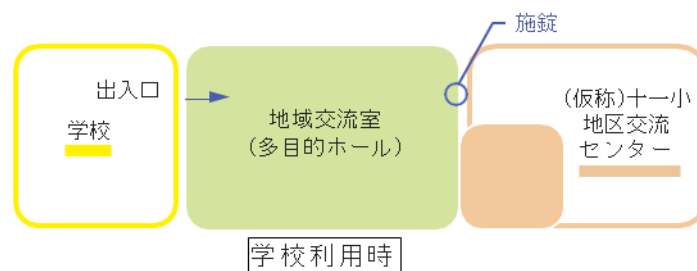 施錠
出入口
学校
地域交流室
(多目的ホール)
(仮称)十一小
地区交流
センター
学校利用時